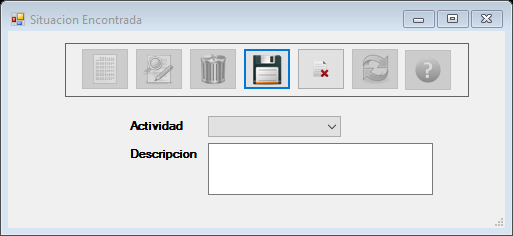 Situacion Encontrada
?
Actividad
Descripcion